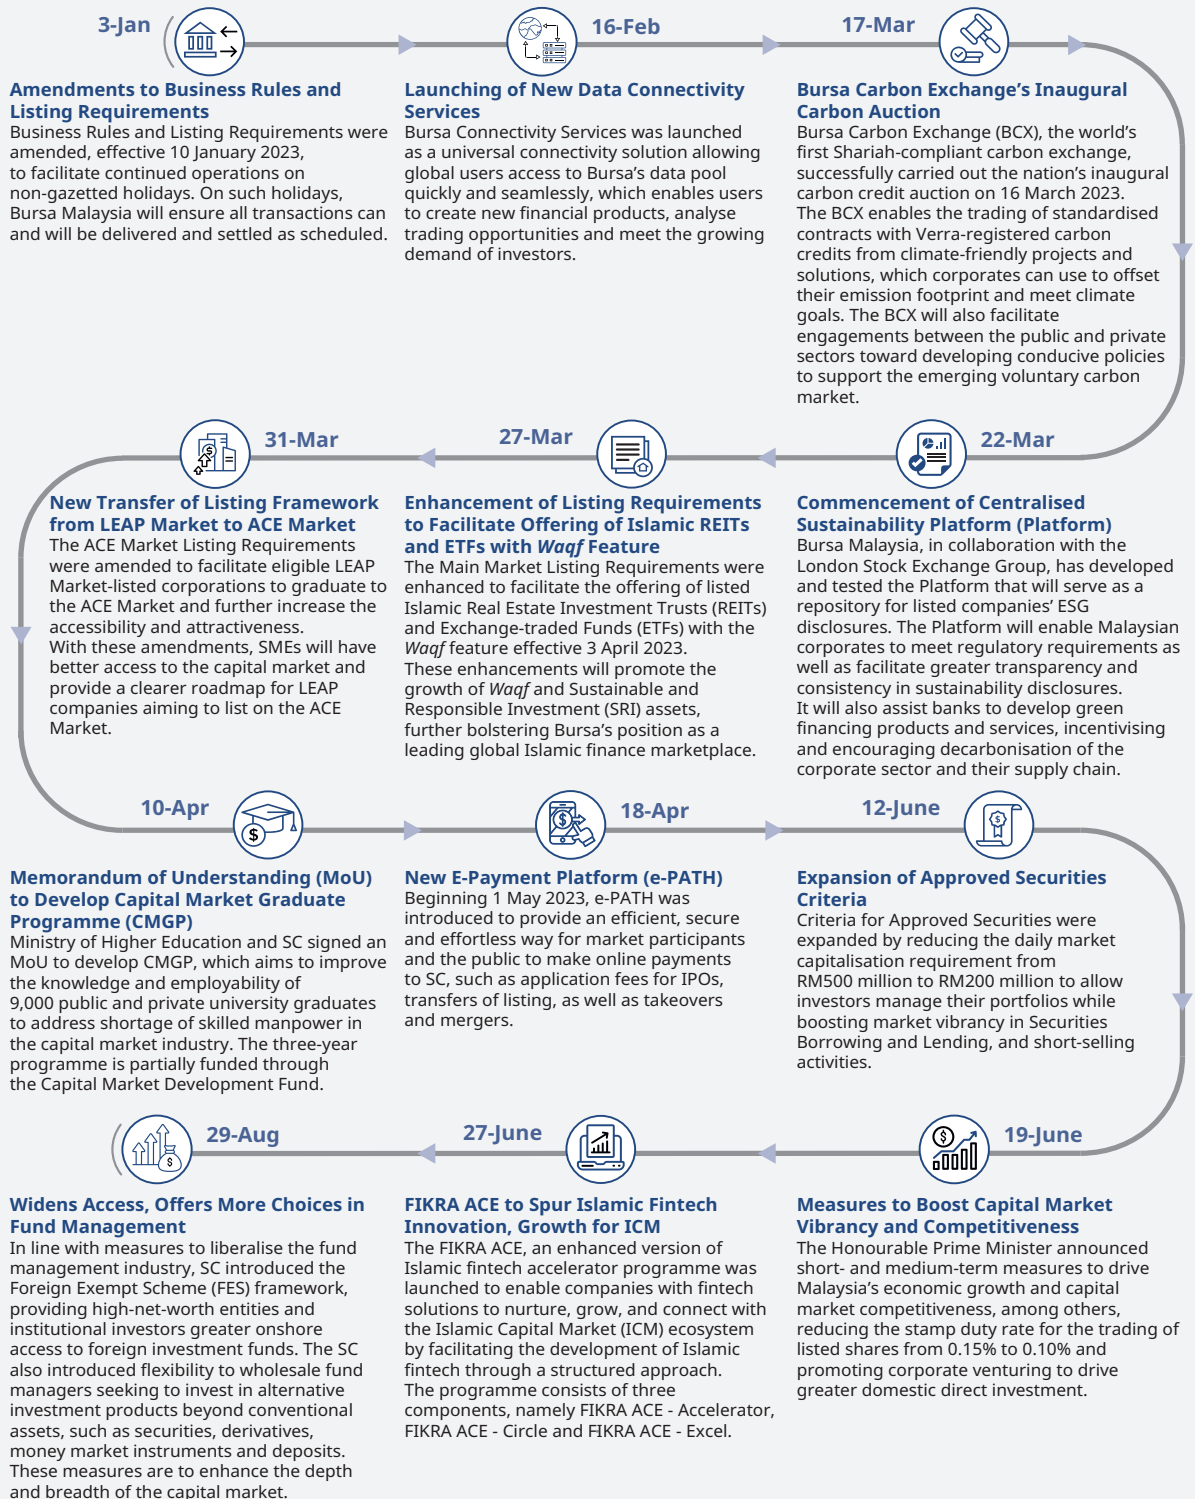 3-Jan
Amendments to Business Rules and
Listing Requirements
Business Rules and Listing Requirements were
amended, effective 10 January 2023,
to facilitate continued operations on
non-gazetted holidays. On such holidays,
Bursa Malaysia will ensure all transactions can
and will be delivered and settled as scheduled.
16-Feb
Launching of New Data Connectivity
Services
Bursa Connectivity Services was launched
as a universal connectivity solution allowing
global users access to Bursa's data pool
quickly and seamlessly, which enables users
to create new financial products, analyse
trading opportunities and meet the growing
demand of investors.
17-Mar
Bursa Carbon Exchange's Inaugural
Carbon Auction
Bursa Carbon Exchange (BCX), the world's
first Shariah-compliant carbon exchange,
successfully carried out the nation's inaugural
carbon credit auction on 16 March 2023.
The BCX enables the trading of standardised
contracts with Verra-registered carbon
credits from climate-friendly projects and
solutions, which corporates can use to offset
their emission footprint and meet climate
goals. The BCX will also facilitate
engagements between the public and private
sectors toward developing conducive policies
to support the emerging voluntary carbon
market.
22-Mar
Commencement of Centralised
Sustainability Platform (Platform)
Bursa Malaysia, in collaboration with the
London Stock Exchange Group, has developed
and tested the Platform that will serve as a
repository for listed companies' ESG
disclosures. The Platform will enable Malaysian
corporates to meet regulatory requirements as
well as facilitate greater transparency and
consistency in sustainability disclosures.
It will also assist banks to develop green
financing products and services, incentivising
and encouraging decarbonisation of the
corporate sector and their supply chain.
27-Mar
Enhancement of Listing Requirements
to Facilitate Offering of Islamic REITs
and ETFs with Waqf Feature
The Main Market Listing Requirements were
enhanced to facilitate the offering of listed
Islamic Real Estate Investment Trusts (REITs)
and Exchange-traded Funds (ETFs) with the
Waqf feature effective 3 April 2023.
These enhancements will promote the
growth of Waqf and Sustainable and
Responsible Investment (SRI) assets,
further bolstering Bursa's position as a
leading global Islamic finance marketplace.
31-Mar
New Transfer of Listing Framework
from LEAP Market to ACE Market
The ACE Market Listing Requirements
were amended to facilitate eligible LEAP
Market-listed corporations to graduate to
the ACE Market and further increase the
accessibility and attractiveness.
With these amendments, SMEs will have
better access to the capital market and
provide a clearer roadmap for LEAP
companies aiming to list on the ACE
Market.
10-Apr
Memorandum of Understanding (MoU)
to Develop Capital Market Graduate
Programme (CMGP)
Ministry of Higher Education and SC signed an
MoU to develop CMGP, which aims to improve
the knowledge and employability of
9,000 public and private university graduates
to address shortage of skilled manpower in
the capital market industry. The three-year
programme is partially funded through
the Capital Market Development Fund.
18-Apr
New E-Payment Platform (e-PATH)
Beginning 1 May 2023, e-PATH was
introduced to provide an efficient, secure
and effortless way for market participants
and the public to make online payments
to SC, such as application fees for IPOs,
transfers of listing, as well as takeovers
and mergers.
12-June
Expansion of Approved Securities
Criteria
Criteria for Approved Securities were
expanded by reducing the daily market
capitalisation requirement from
RM500 million to RM200 million to allow
investors manage their portfolios while
boosting market vibrancy in Securities
Borrowing and Lending, and short-selling
activities.
19-June
Measures to Boost Capital Market
Vibrancy and Competitiveness
The Honourable Prime Minister announced
short- and medium-term measures to drive
Malaysia's economic growth and capital
market competitiveness, among others,
reducing the stamp duty rate for the trading of
listed shares from 0.15% to 0.10% and
promoting corporate venturing to drive
greater domestic direct investment.
27-June
FIKRA ACE to Spur Islamic Fintech
Innovation, Growth for ICM
The FIKRA ACE, an enhanced version of
Islamic fintech accelerator programme was
launched to enable companies with fintech
solutions to nurture, grow, and connect with
the Islamic Capital Market (ICM) ecosystem
by facilitating the development of Islamic
fintech through a structured approach.
The programme consists of three
components, namely FIKRA ACE - Accelerator,
FIKRA ACE - Circle and FIKRA ACE - Excel.
29-Aug
Widens Access, Offers More Choices in
Fund Management
In line with measures to liberalise the fund
management industry, SC introduced the
Foreign Exempt Scheme (FES) framework,
providing high-net-worth entities and
institutional investors greater onshore
access to foreign investment funds. The SC
also introduced flexibility to wholesale fund
managers seeking to invest in alternative
investment products beyond conventional
assets, such as securities, derivatives,
money market instruments and deposits.
These measures are to enhance the depth
and breadth of the capital market.